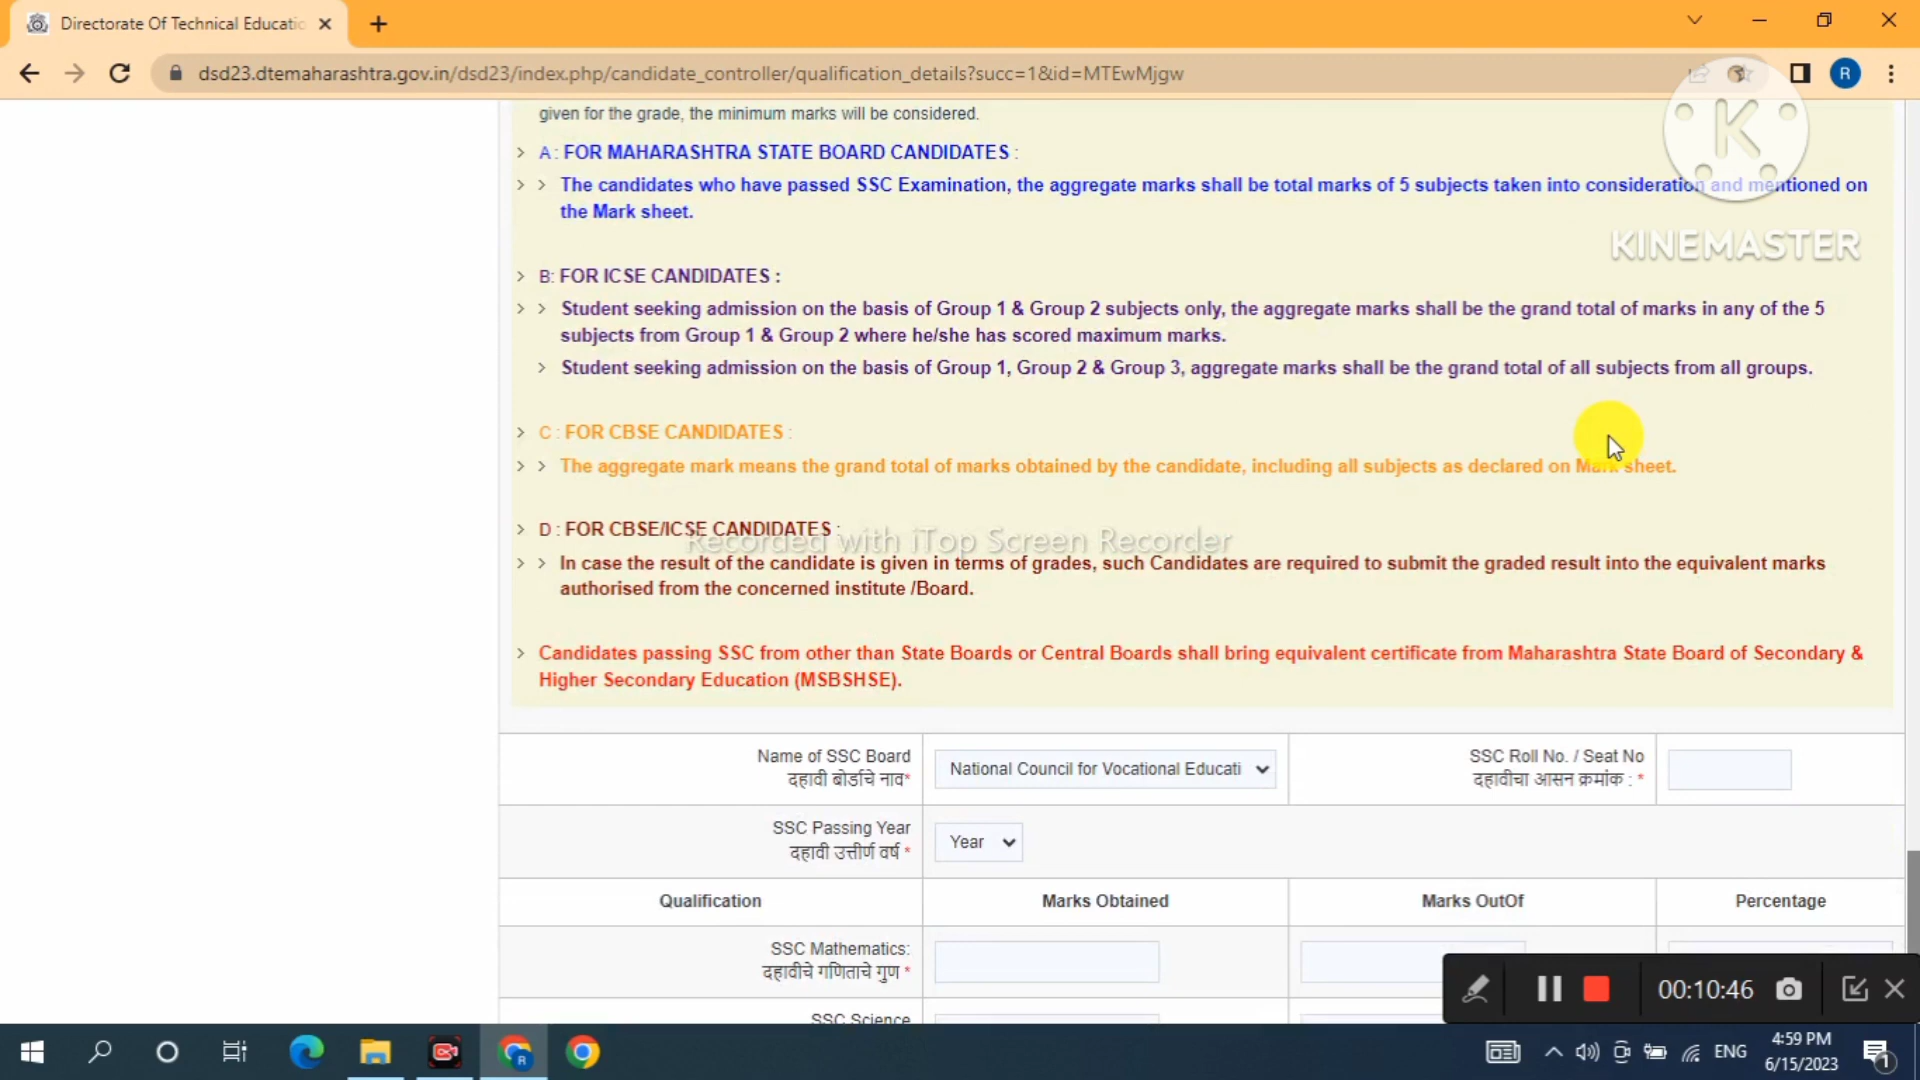 Directorate Of Technical Educatio
dsd23.dtemaharashtra.gov.in/dsd23/index.php/candidate_controller/qualification_details?succ=1&id=MTEwMjgw
R
given for the grade, the minimum marks will be considered.
A : FOR MAHARASHTRA STATE BOARD CANDIDATES :
The candidates who have passed SSC Examination, the aggregate marks shall be total marks of 5 subjects taken into consideration and mentioned on
the Mark sheet.
K
KINEMASTER
B: FOR ICSE CANDIDATES :
Student seeking admission on the basis of Group 1 & Group 2 subjects only, the aggregate marks shall be the grand total of marks in any of the 5
subjects from Group 1 & Group 2 where he/she has scored maximum marks.
Student seeking admission on the basis of Group 1, Group 2 & Group 3, aggregate marks shall be the grand total of all subjects from all groups.
C : FOR CBSE CANDIDATES :
The aggregate mark means the grand total of marks obtained by the candidate, including all subjects as declared on Mark sheet.
D : FOR CBSE/ICSE CANDIDATES :
Recorded with iTop Screen Recorder
In case the result of the candidate is given in terms of grades, such Candidates are required to submit the graded result into the equivalent marks
authorised from the concerned institute /Board.
Candidates passing SSC from other than State Boards or Central Boards shall bring equivalent certificate from Maharashtra State Board of Secondary &
Higher Secondary Education (MSBSHSE).
Name of SSC Board
दहावी बोर्डाचे नाव*
National Council for Vocational Educati
SSC Roll No. / Seat No
दहावीचा आसन क्रमांक : *
SSC Passing Year
दहावी उत्तीर्ण वर्ष *
Year
Qualification
Marks Obtained
Marks OutOf
Percentage
SSC Mathematics:
दहावीचे गणिताचे गुण *
SSC Science
00:10:46
R
ENG
4:59 PM
6/15/2023
1